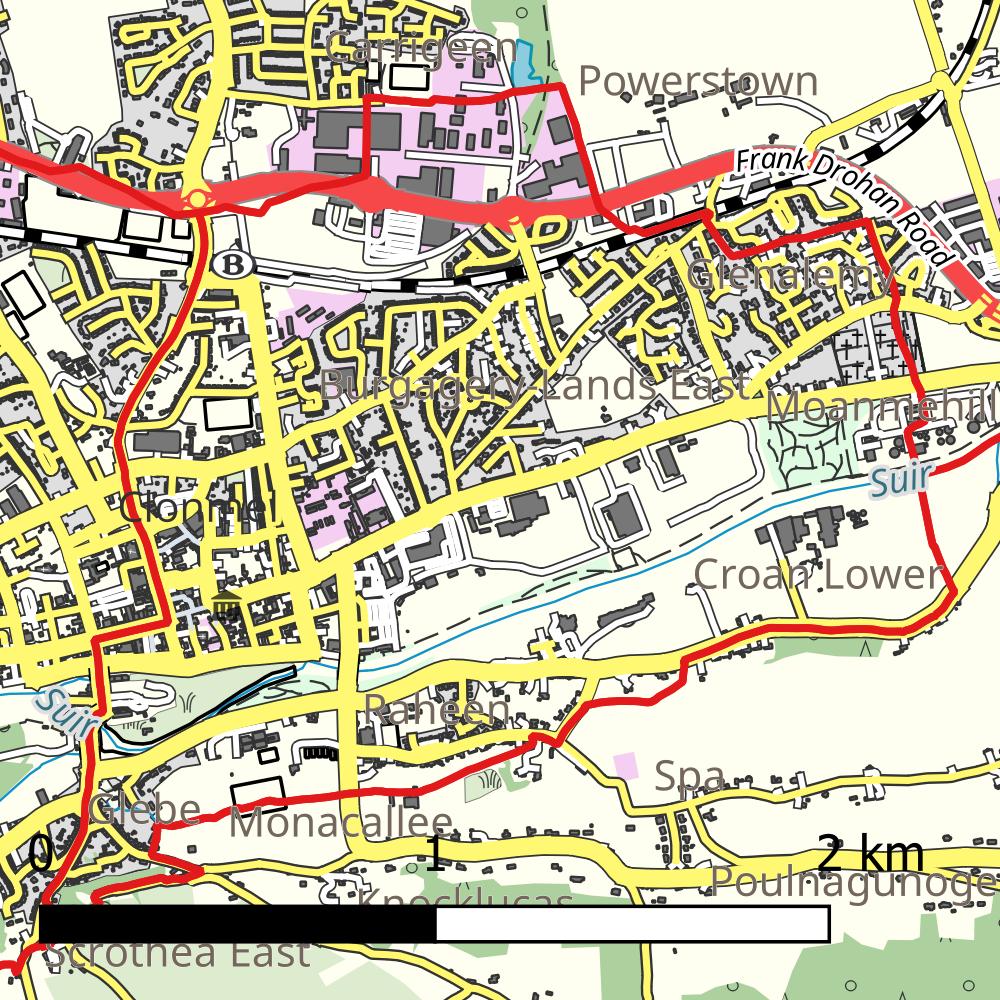 Carrigeen
Powerstown
Frank Drohan Road
B
Glenalemy
Burgagery-Lands East
Moanmehill
Suir
Clonmel
Croan Lower
Suir
Raheen
Spa
Glebe
Monacallee
0 1 2 km
Poulnagunoge
Knocklucas
Scrothea East